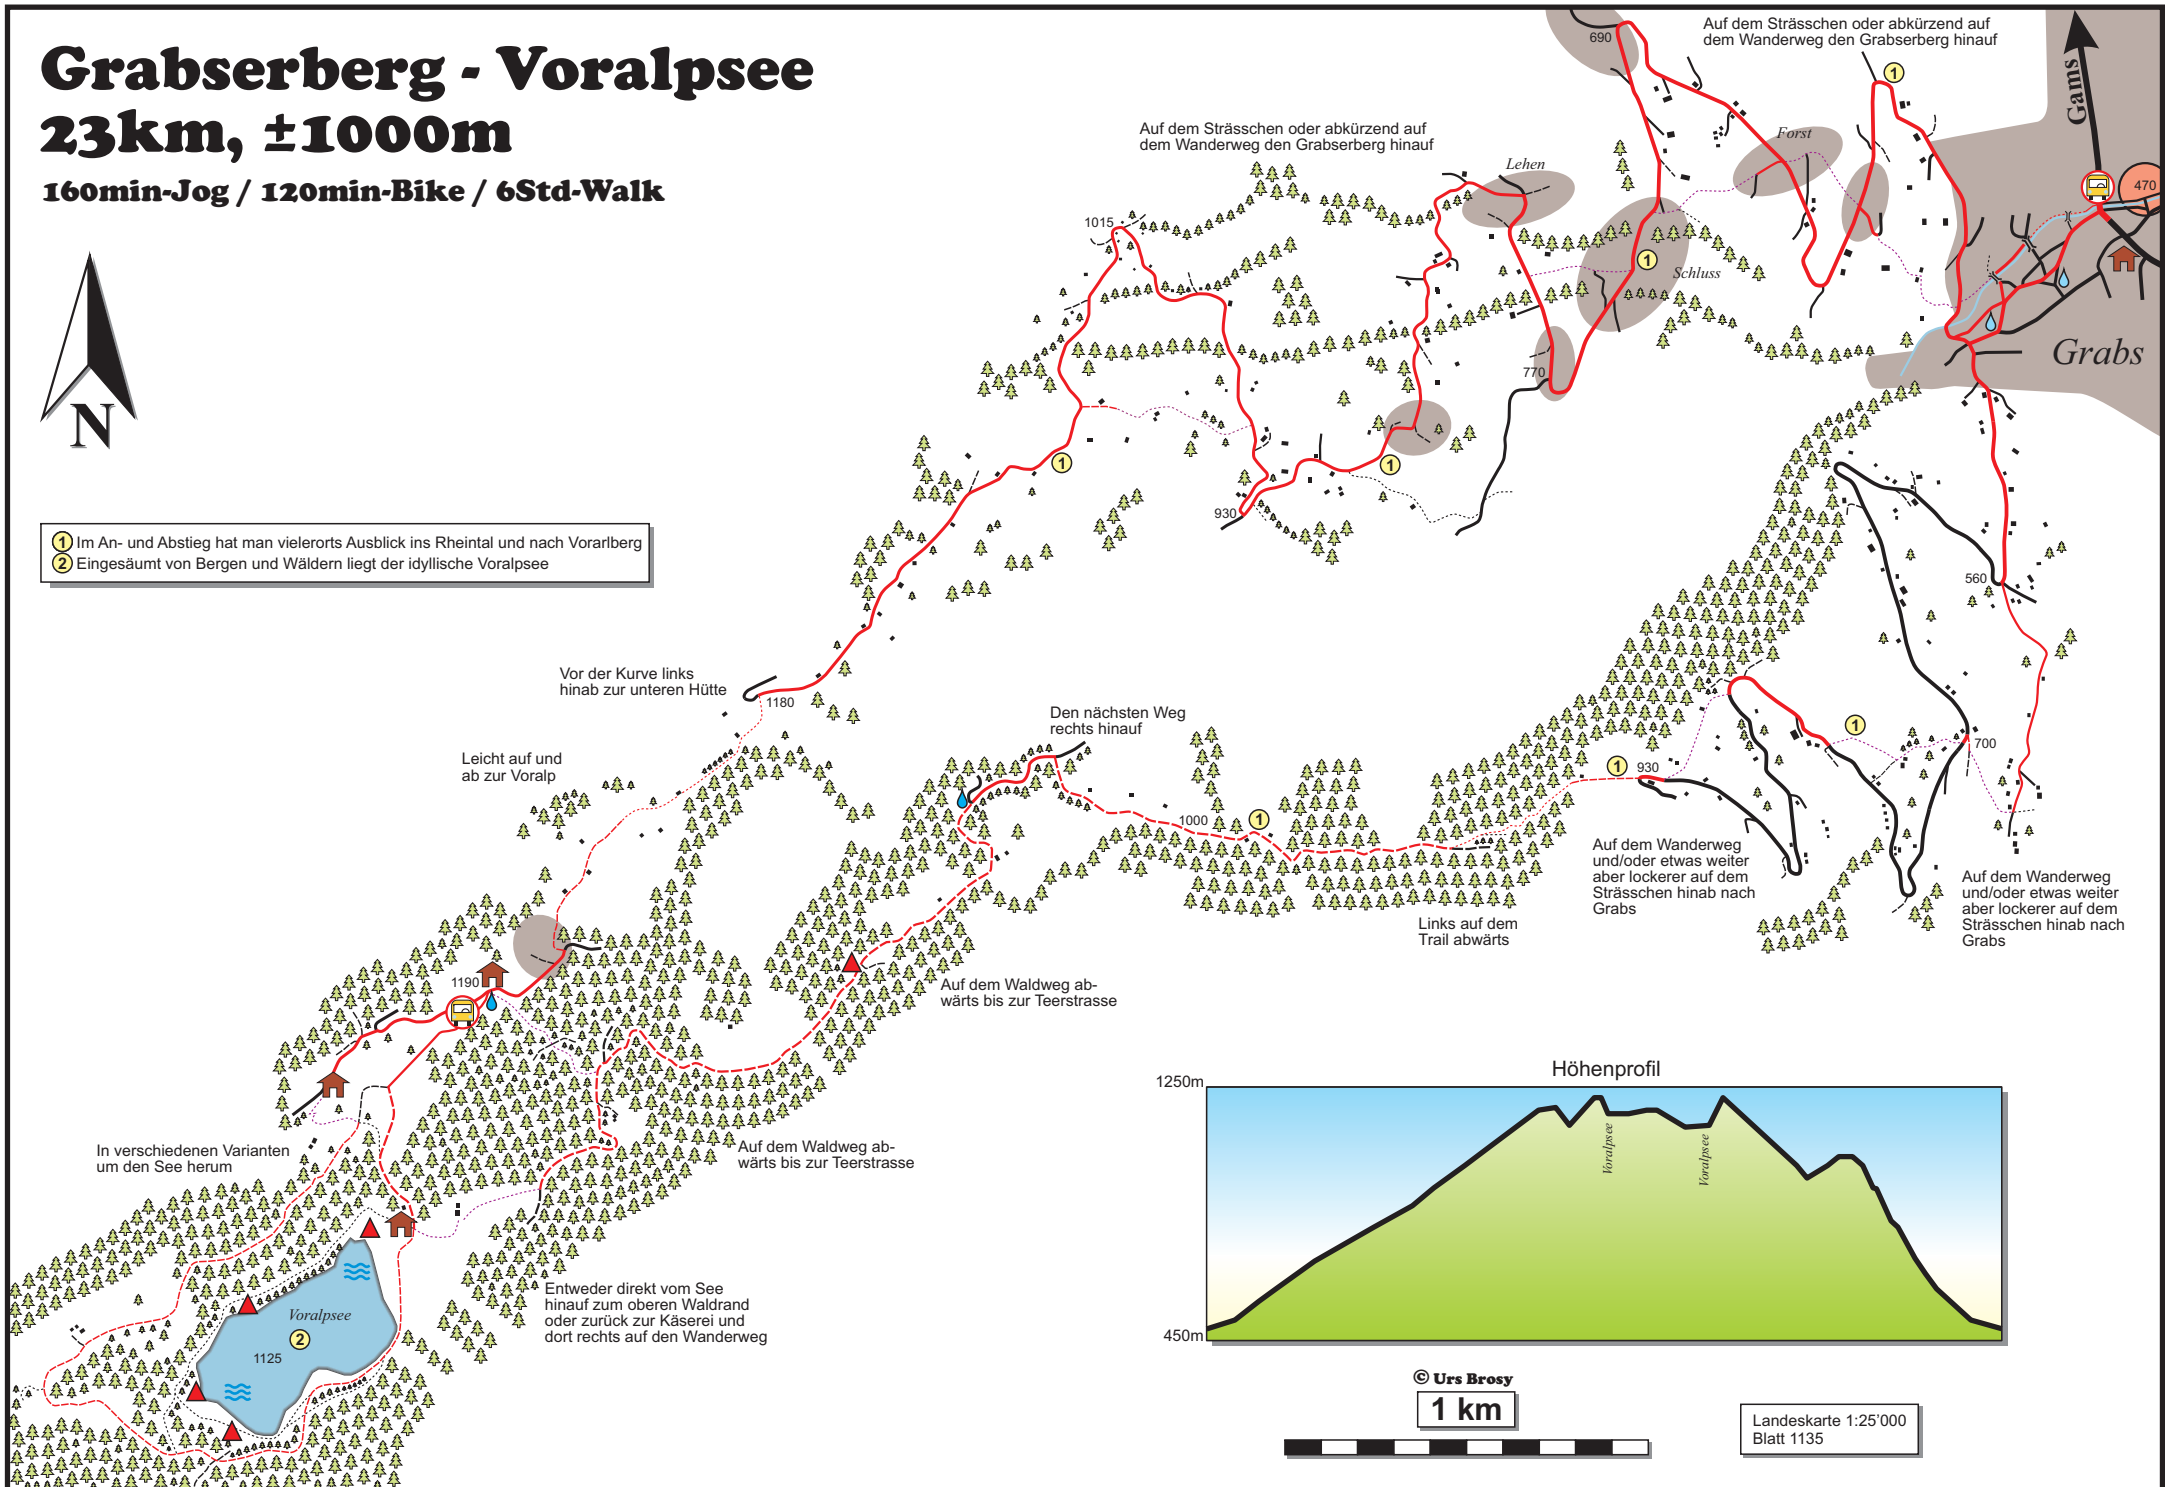 Grabserberg - Voralpsee
23km, ±1000m
160min-Jog / 120min-Bike / 6Std-Walk
N
1 Im An- und Abstieg hat man vielerorts Ausblick ins Rheintal und nach Vorarlberg
2 Eingesäumt von Bergen und Wäldern liegt der idyllische Voralpsee
Auf dem Strässchen oder abkürzend auf
dem Wanderweg den Grabserberg hinauf
690
1
Gams
Forst
470
Auf dem Strässchen oder abkürzend auf
dem Wanderweg den Grabserberg hinauf
Lehen
1015
1
Schluss
Grabs
770
1
1
930
560
Vor der Kurve links
hinab zur unteren Hütte
1180
Den nächsten Weg
rechts hinauf
Leicht auf und
ab zur Voralp
1
700
1
930
1000
1
Auf dem Wanderweg
und/oder etwas weiter
aber lockerer auf dem
Strässchen hinab nach
Grabs
Auf dem Wanderweg
und/oder etwas weiter
aber lockerer auf dem
Strässchen hinab nach
Grabs
Links auf dem
Trail abwärts
1190
Auf dem Waldweg ab-
wärts bis zur Teerstrasse
Auf dem Waldweg ab-
wärts bis zur Teerstrasse
In verschiedenen Varianten
um den See herum
Entweder direkt vom See
hinauf zum oberen Waldrand
oder zurück zur Käserei und
dort rechts auf den Wanderweg
Voralpsee
2
1125
Höhenprofil
1250m
Voralpsee
Voralpsee
450m
© Urs Brosy
1 km
Landeskarte 1:25'000
Blatt 1135